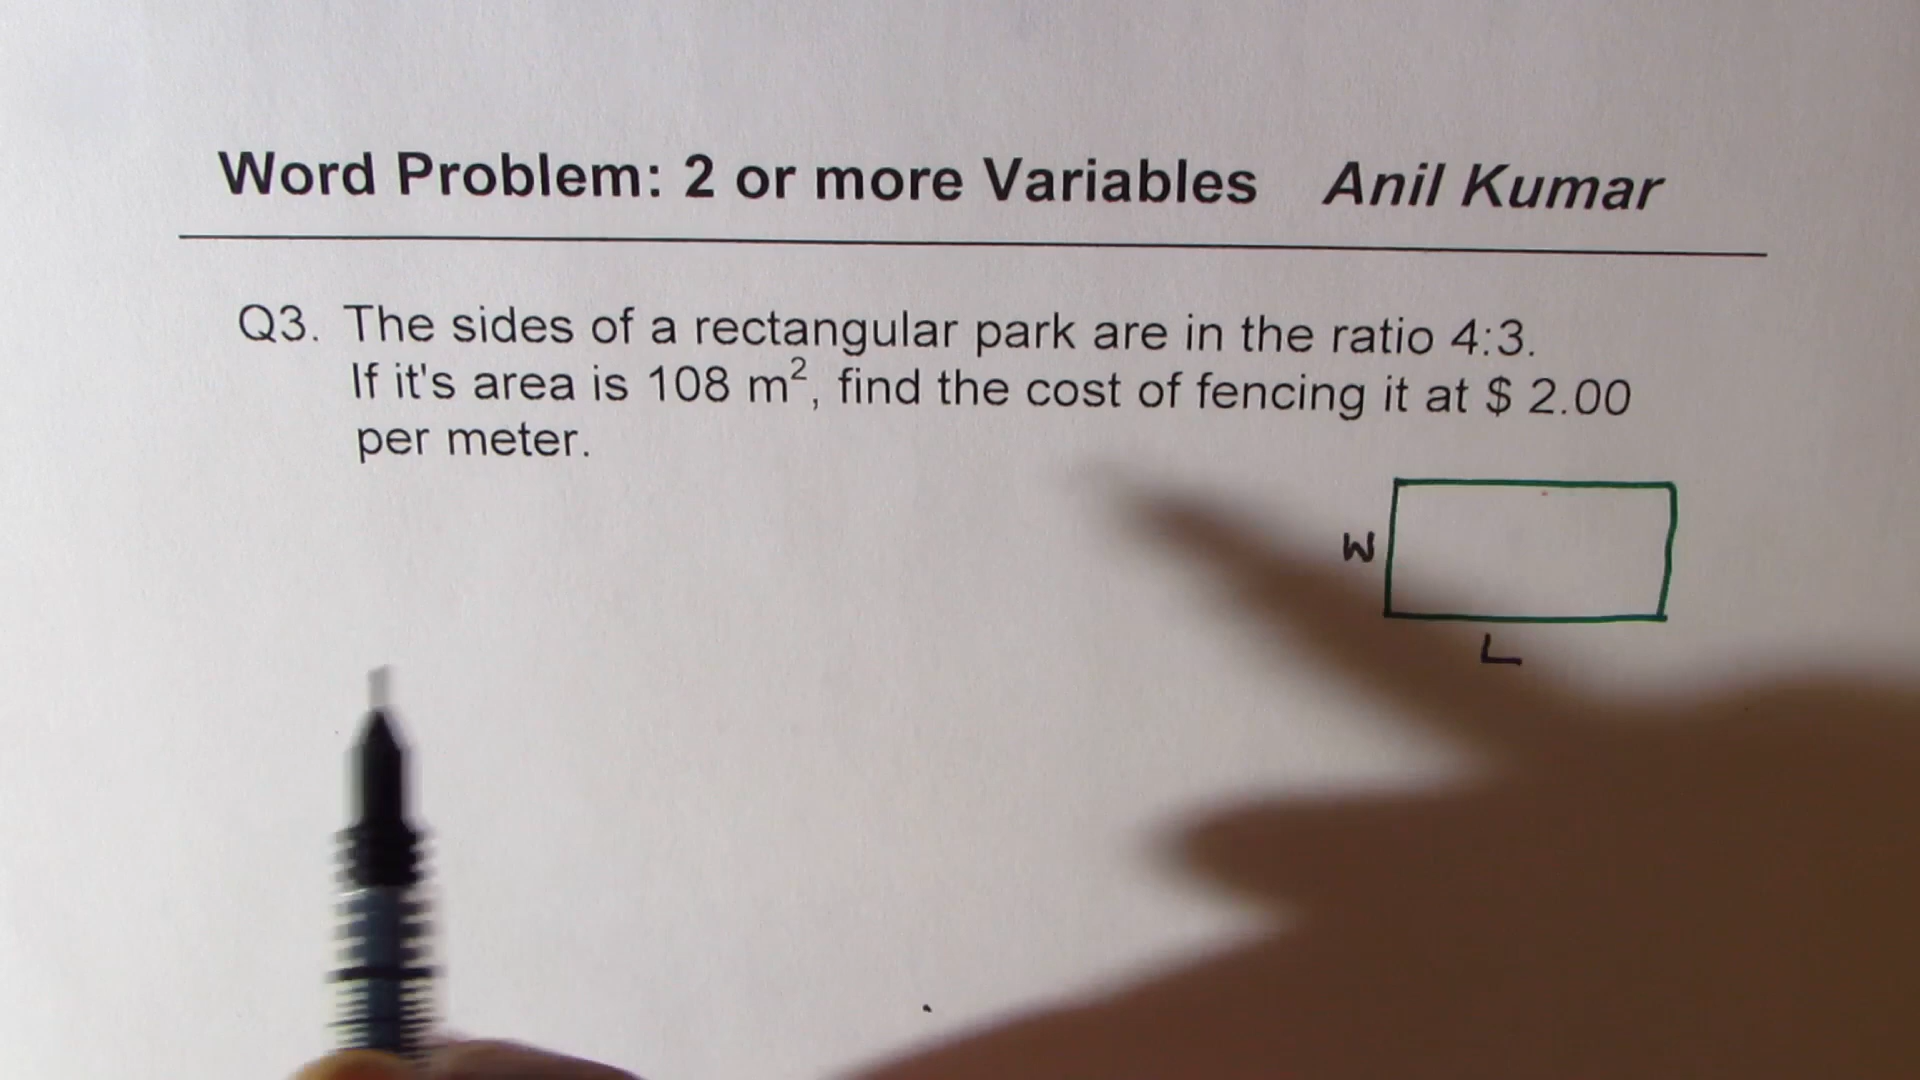 Word Problem: 2 or more Variables Anil Kumar
Q3. The sides of a rectangular park are in the ratio 4:3.
If it's area is 108 m², find the cost of fencing it at $ 2.00
per meter.
W
L